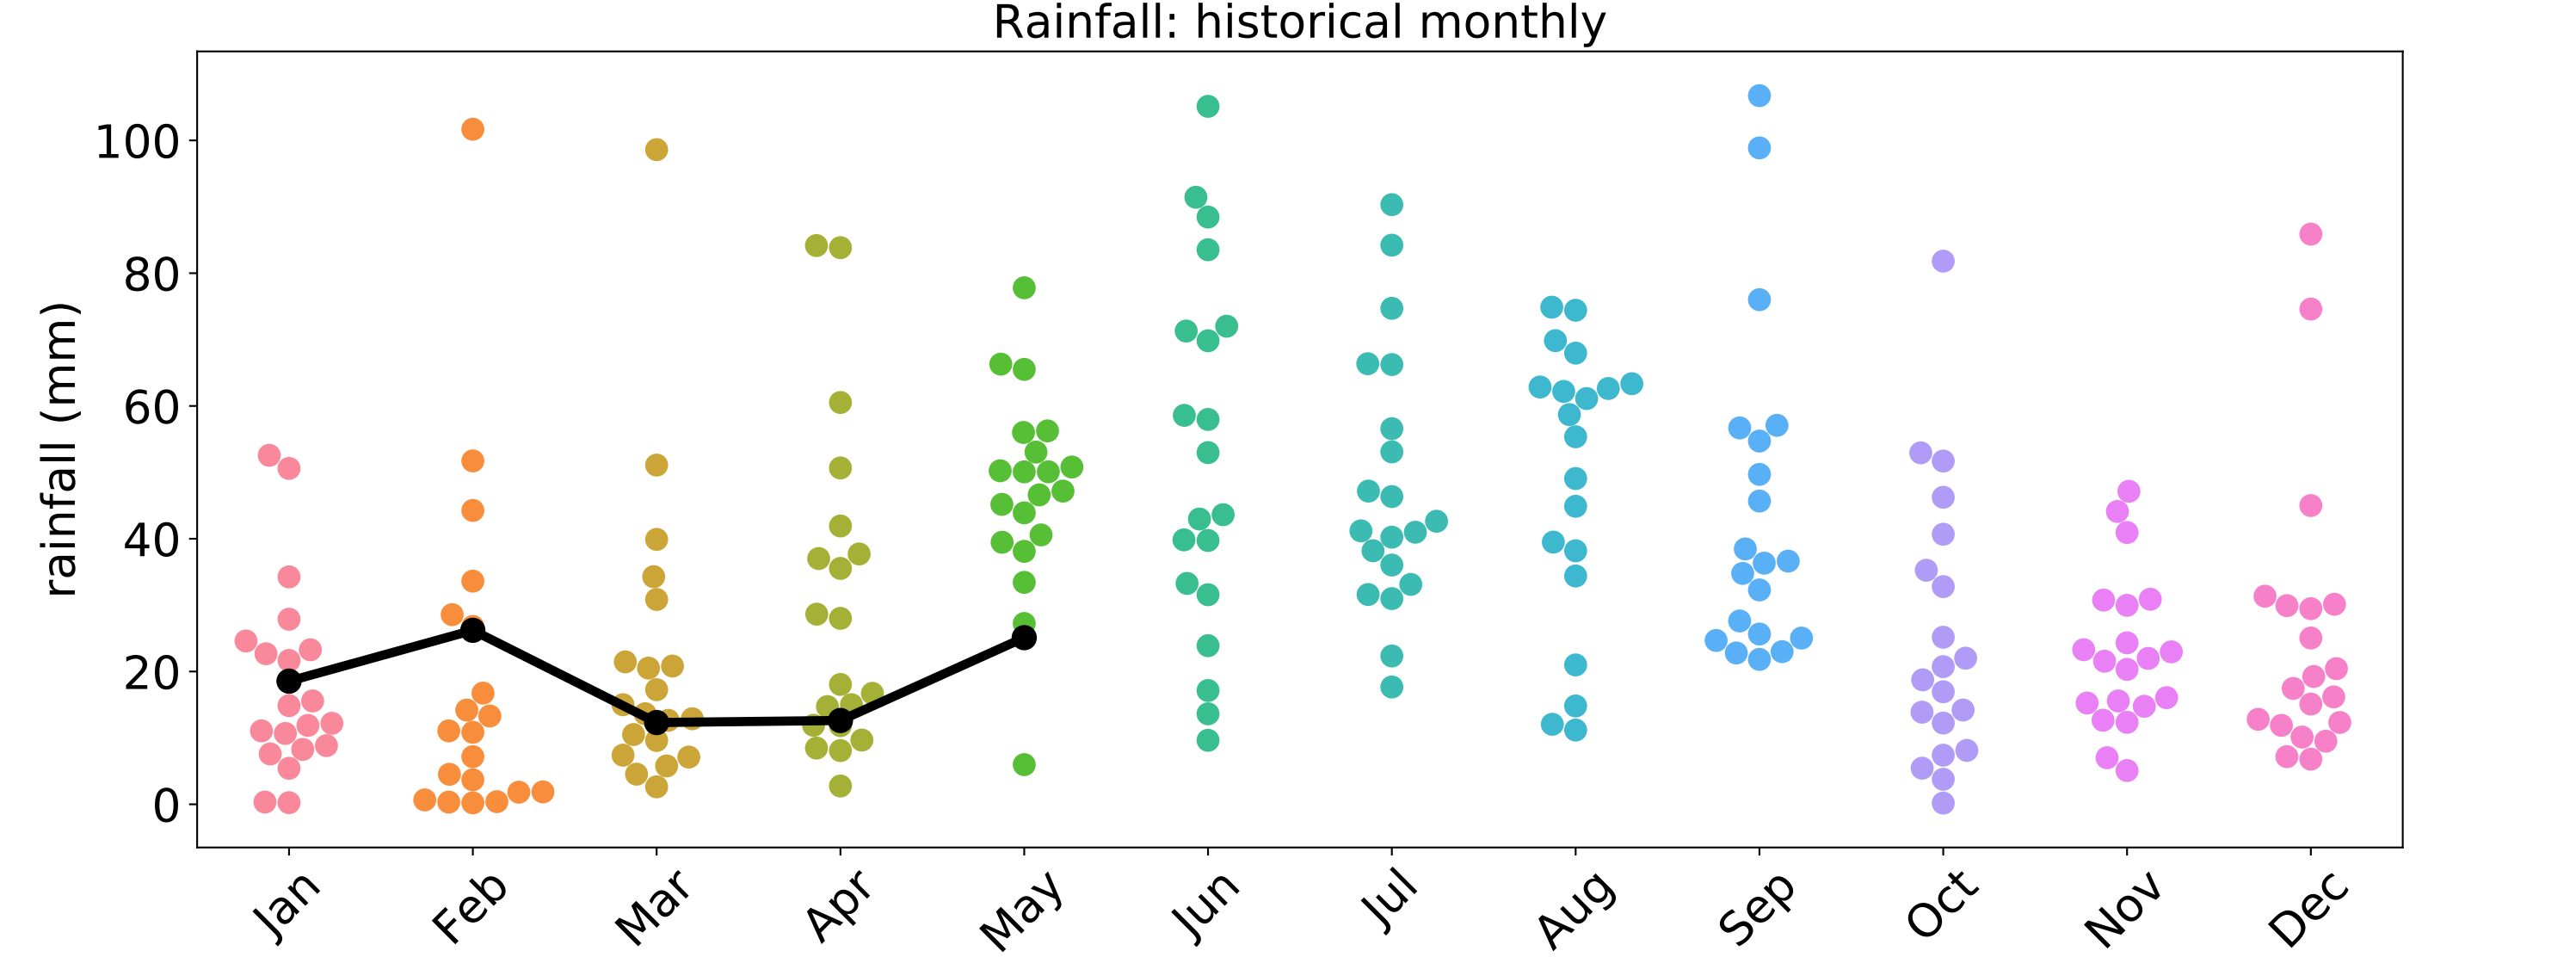 Rainfall: historical monthly
rainfall (mm)
100
80
60
40
20
0
Jan
Feb
Mar
Apr
May
Jun
Jul
Aug
Sep
Oct
Nov
Dec